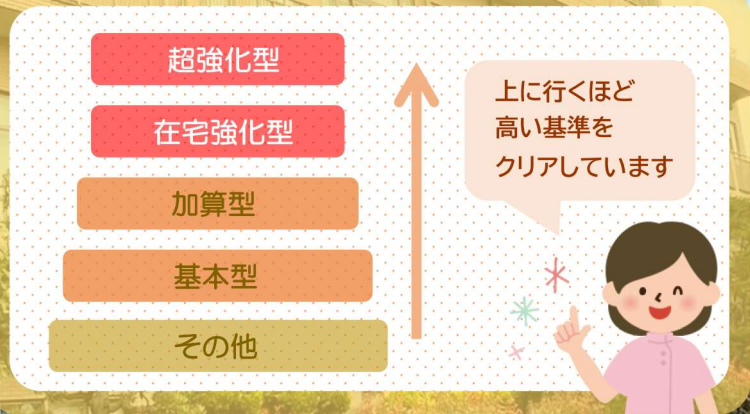 超強化型
在宅強化型
加算型
基本型
その他
上に行くほど
高い基準を
クリアしています